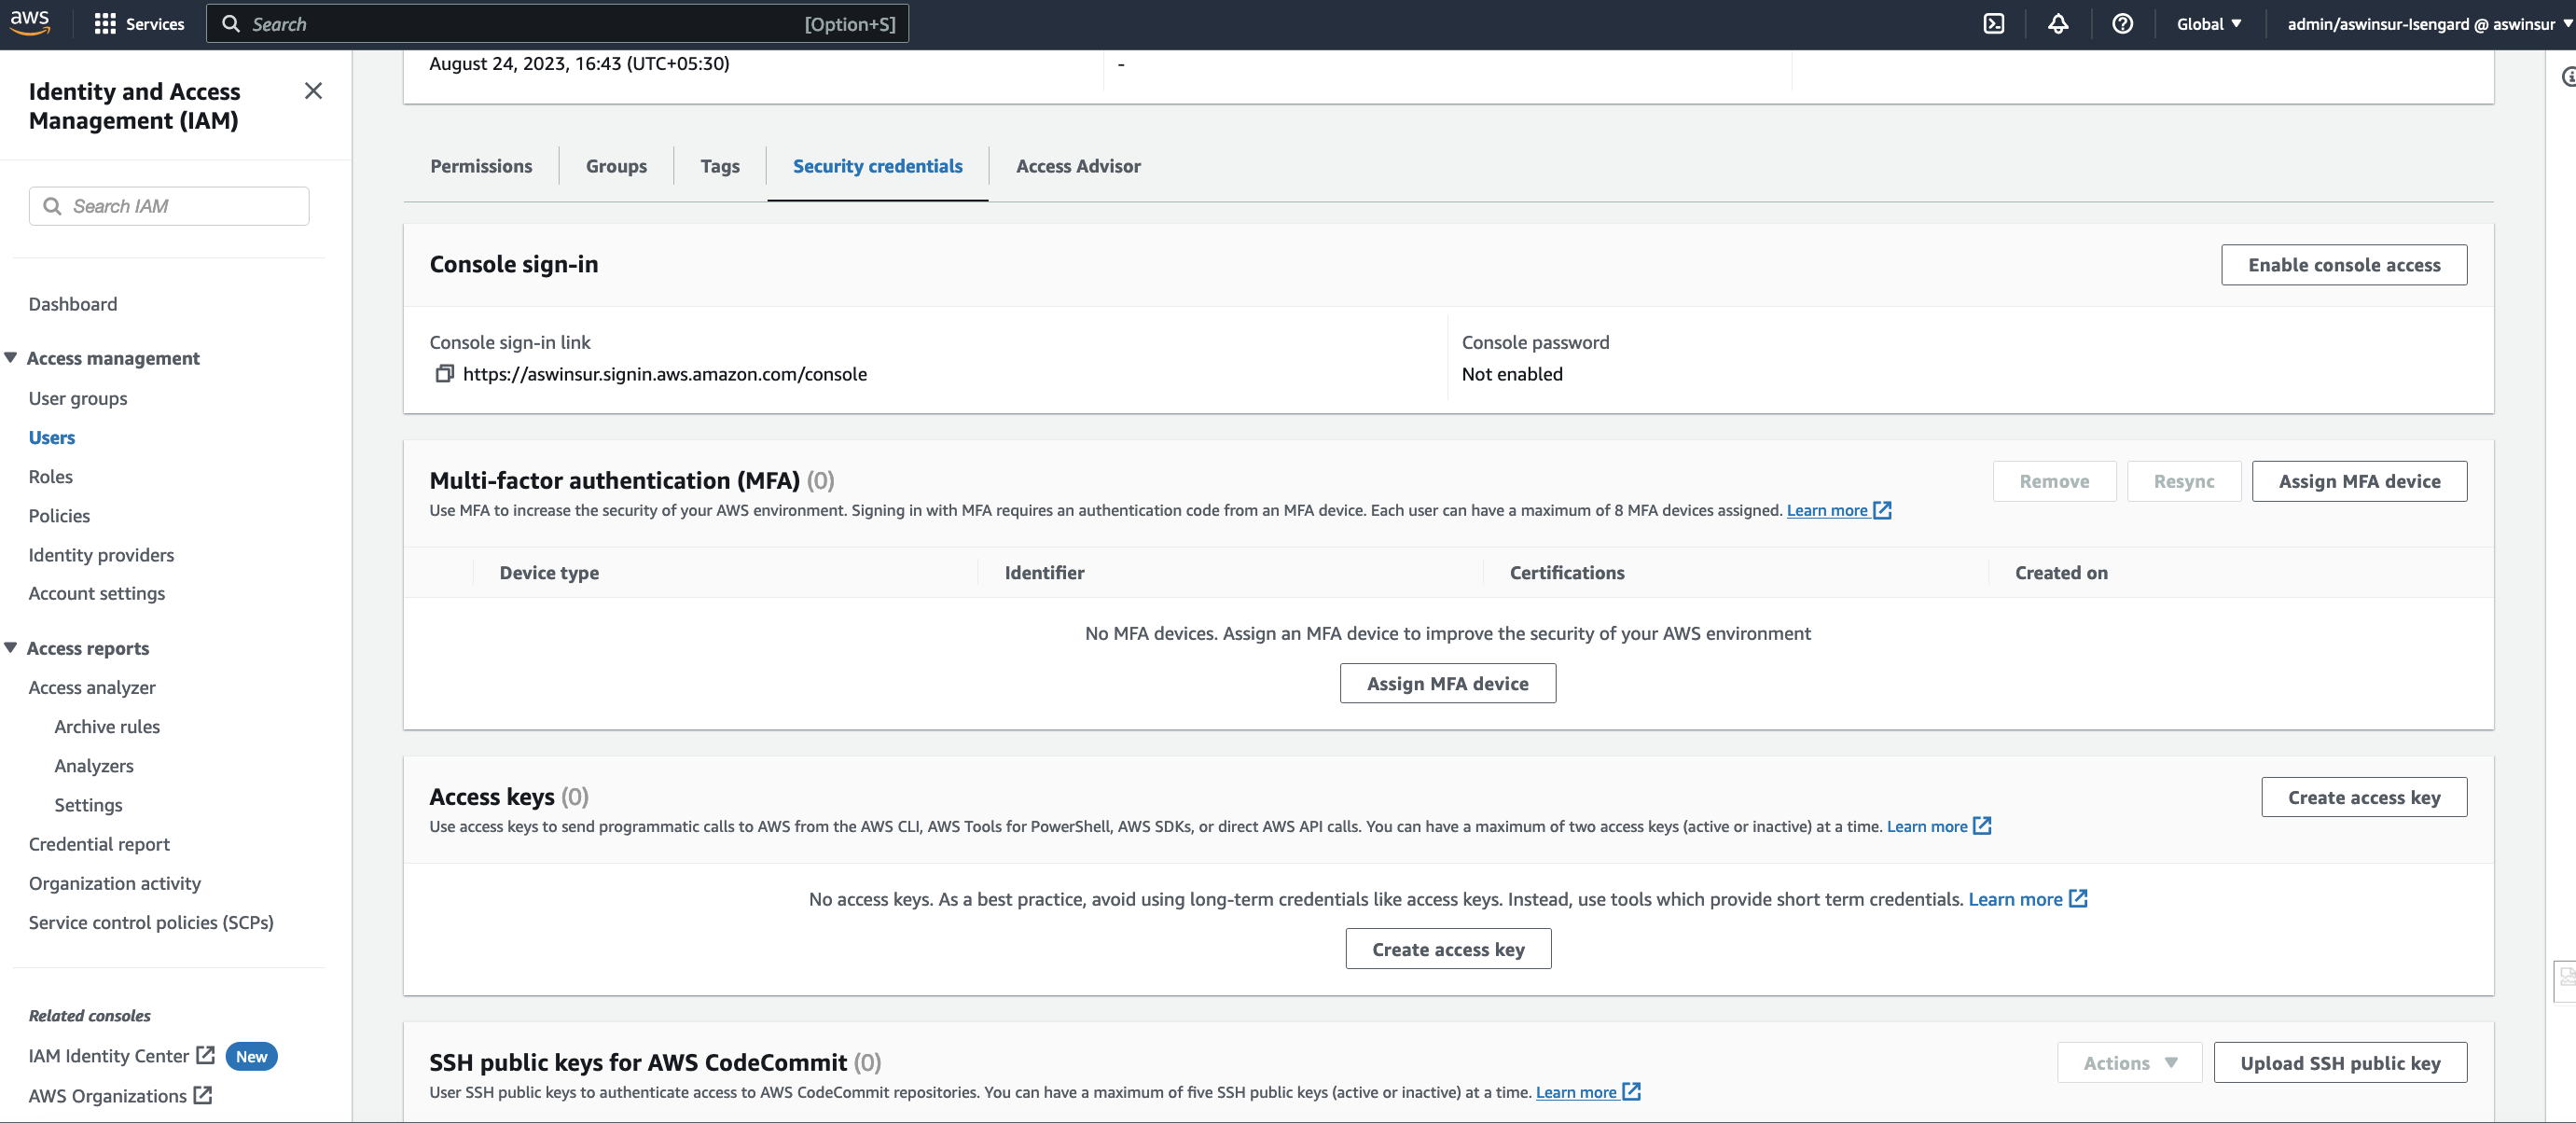 aws
Services
Search
[Option+S]
Global
admin/aswinsur-Isengard @ aswinsur
Identity and Access
Management (IAM)
Search IAM
Dashboard
Access management
User groups
Users
Roles
Policies
Identity providers
Account settings
Access reports
Access analyzer
Archive rules
Analyzers
Settings
Credential report
Organization activity
Service control policies (SCPs)
Related consoles
IAM Identity Center New
AWS Organizations
August 24, 2023, 16:43 (UTC+05:30)
-
Permissions
Groups
Tags
Security credentials
Access Advisor
Console sign-in
Enable console access
Console sign-in link
https://aswinsur.signin.aws.amazon.com/console
Console password
Not enabled
Multi-factor authentication (MFA) (0)
Use MFA to increase the security of your AWS environment. Signing in with MFA requires an authentication code from an MFA device. Each user can have a maximum of 8 MFA devices assigned. Learn more
Remove
Resync
Assign MFA device
Device type
Identifier
Certifications
Created on
No MFA devices. Assign an MFA device to improve the security of your AWS environment
Assign MFA device
Access keys (0)
Use access keys to send programmatic calls to AWS from the AWS CLI, AWS Tools for PowerShell, AWS SDKs, or direct AWS API calls. You can have a maximum of two access keys (active or inactive) at a time. Learn more
Create access key
No access keys. As a best practice, avoid using long-term credentials like access keys. Instead, use tools which provide short term credentials. Learn more
Create access key
SSH public keys for AWS CodeCommit (0)
User SSH public keys to authenticate access to AWS CodeCommit repositories. You can have a maximum of five SSH public keys (active or inactive) at a time. Learn more
Actions
Upload SSH public key